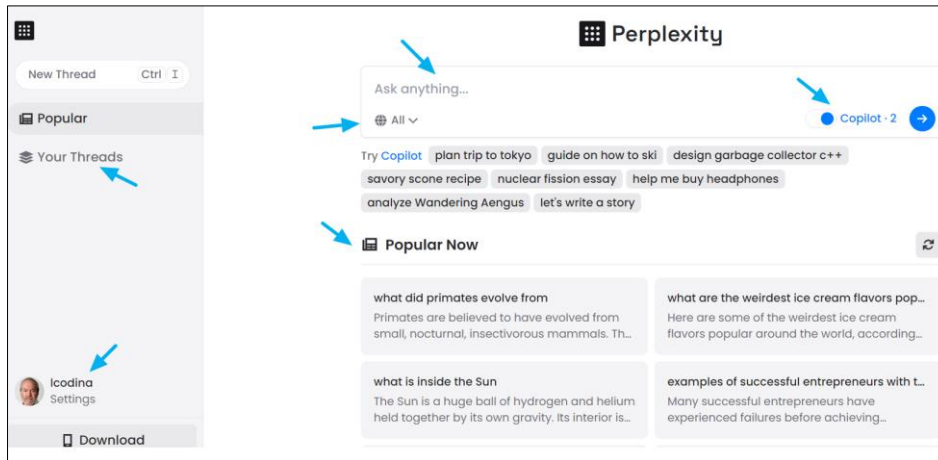 New Thread Ctrl I
Popular
Your Threads
lcodina
Settings
Download
Perplexity
Ask anything...
All
Copilot · 2
Try Copilot plan trip to tokyo guide on how to ski design garbage collector c++
savory scone recipe nuclear fission essay help me buy headphones
analyze Wandering Aengus let's write a story
Popular Now
what did primates evolve from
Primates are believed to have evolved from
small, nocturnal, insectivorous mammals. Th...
what are the weirdest ice cream flavors pop...
Here are some of the weirdest ice cream
flavors popular around the world, according...
what is inside the Sun
The Sun is a huge ball of hydrogen and helium
held together by its own gravity. Its interior is...
examples of successful entrepreneurs with t...
Many successful entrepreneurs have
experienced failures before achieving...